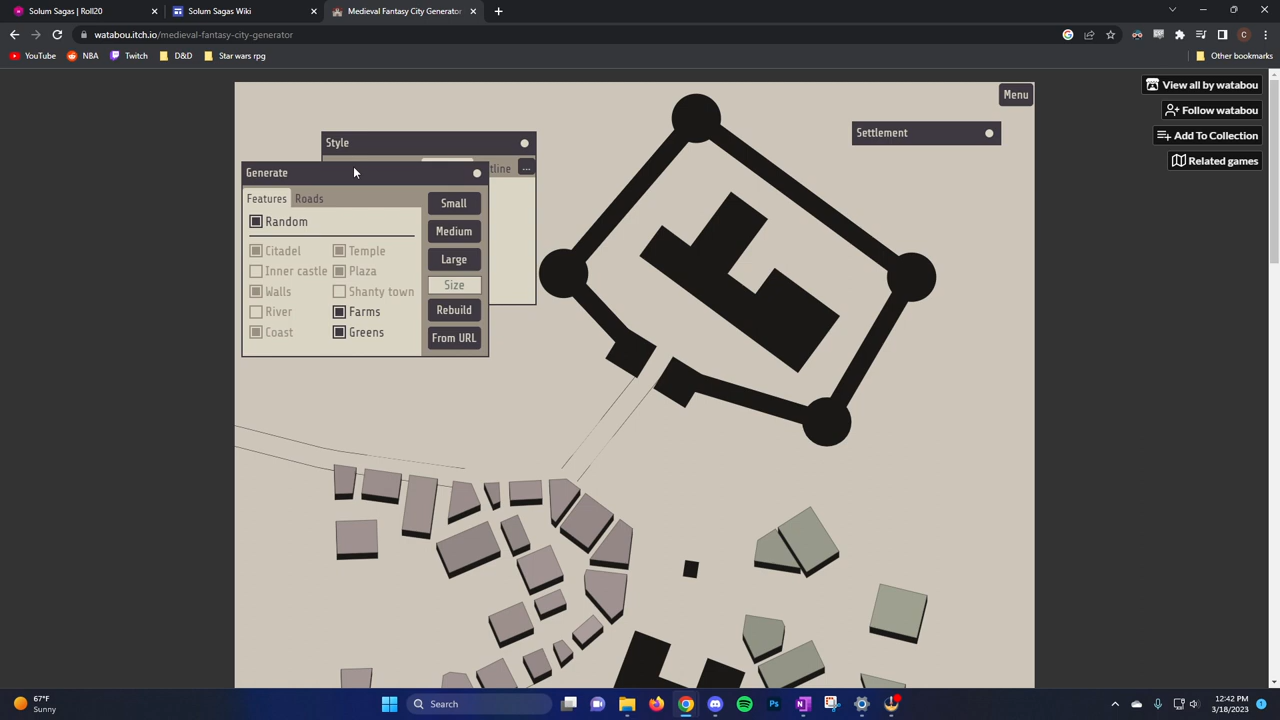 Solum Sagas | Roll20
Solum Sagas Wiki
Medieval Fantasy City Generator
watabou.itch.io/medieval-fantasy-city-generator
C
YouTube
NBA
Twitch
D&D
Star wars rpg
Other bookmarks
View all by watabou
Follow watabou
Add To Collection
Related games
Menu
Settlement
Style
tline
...
Generate
Features
Roads
Random
Citadel
Temple
Inner castle
Plaza
Walls
Shanty town
River
Farms
Coast
Greens
Small
Medium
Large
Size
Rebuild
From URL
67°F
Sunny
Search
Ps
12:42 PM
3/18/2023